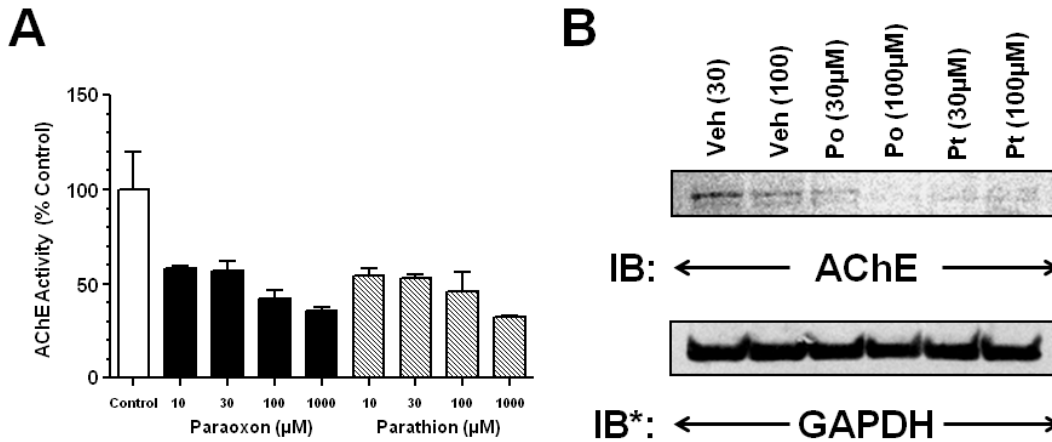 A
AChE Activity (% Control)
150
100
50
0
Control 10 30 100 1000 10 30 100 1000
Paraoxon (µM) Parathion (µM)
B
Veh (30)
Veh (100)
Po (30µM)
Po (100µM)
Pt (30µM)
Pt (100µM)
IB: AChE
IB*: GAPDH